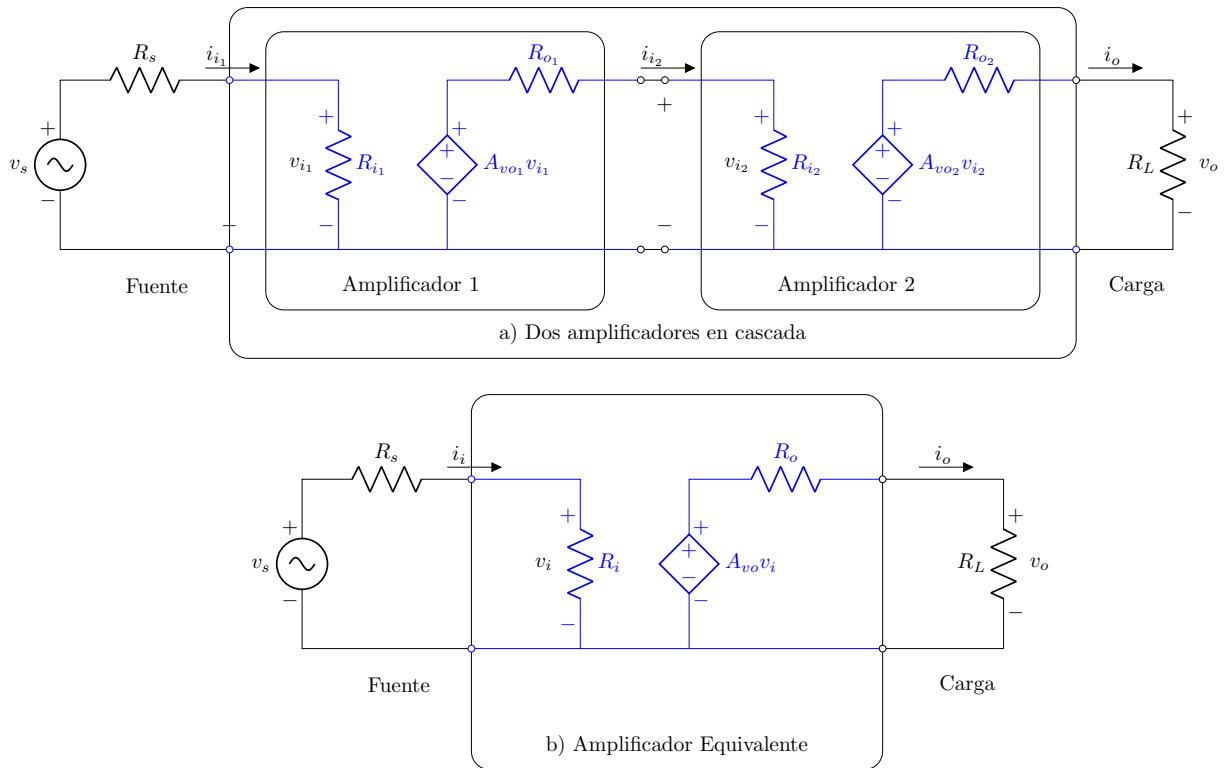 R_s i_{i_1} R_{o_1} i_{i_2} R_{o_2} i_o
+ + + + + + + +
v_s v_{i_1} R_{i_1} A_{vo_1}v_{i_1} v_{i_2} R_{i_2} A_{vo_2}v_{i_2} R_L v_o
− − − − − − − − − −
Fuente Amplificador 1 Amplificador 2 Carga
a) Dos amplificadores en cascada
R_s i_i R_o i_o
+ + + + +
v_s v_i R_i A_{vo}v_i R_L v_o
− − − − −
Fuente Carga
b) Amplificador Equivalente